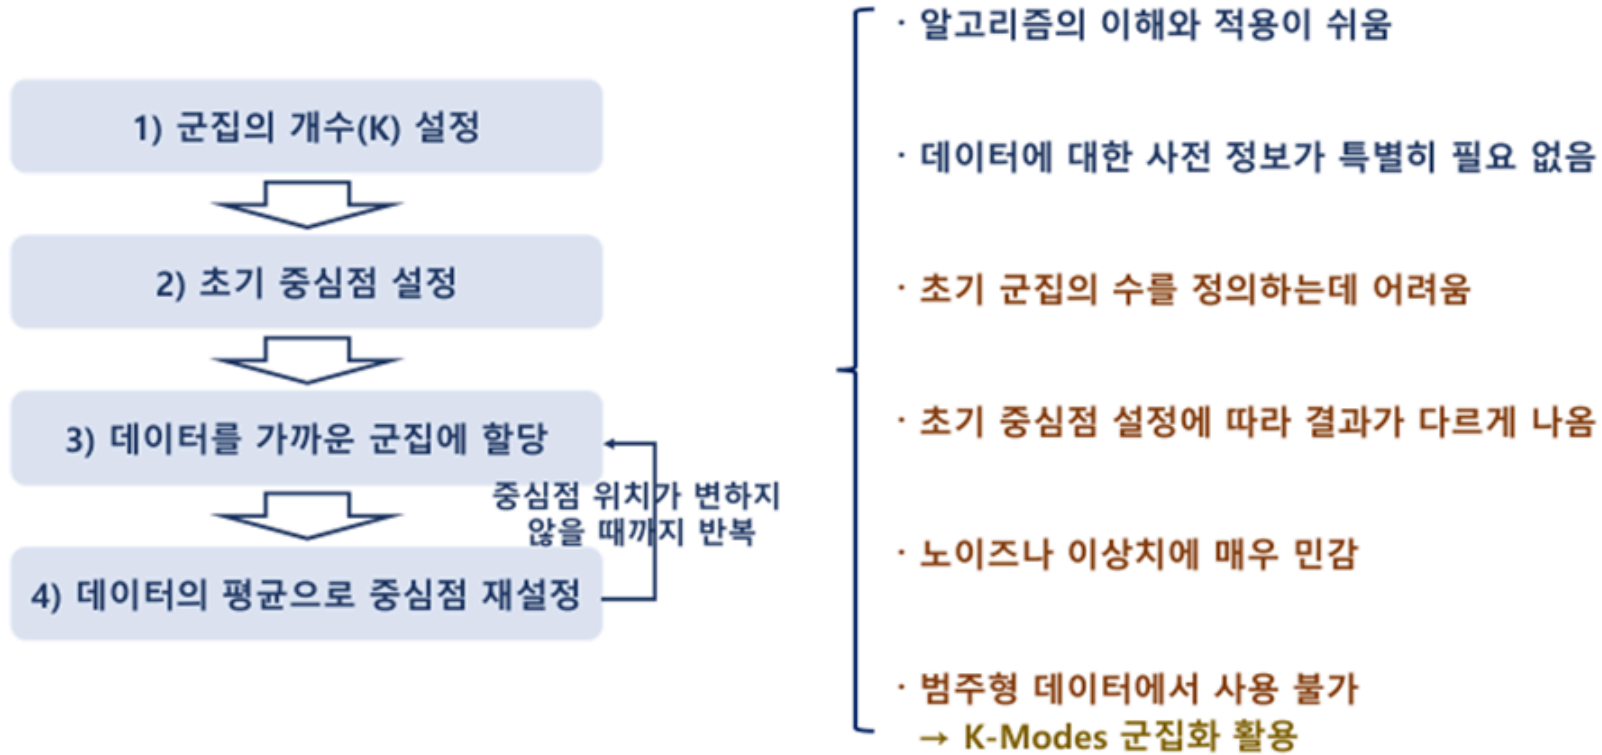 1) 군집의 개수(K) 설정
2) 초기 중심점 설정
3) 데이터를 가까운 군집에 할당
중심점 위치가 변하지
않을 때까지 반복
4) 데이터의 평균으로 중심점 재설정
· 알고리즘의 이해와 적용이 쉬움
· 데이터에 대한 사전 정보가 특별히 필요 없음
· 초기 군집의 수를 정의하는데 어려움
· 초기 중심점 설정에 따라 결과가 다르게 나옴
· 노이즈나 이상치에 매우 민감
· 범주형 데이터에서 사용 불가
→ K-Modes 군집화 활용